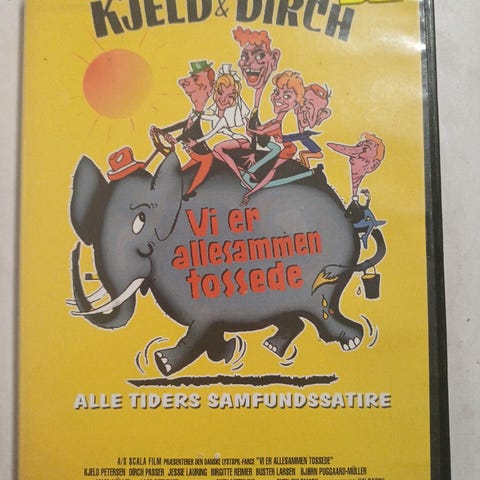 KJELD & DIRCH
Vi er
allesammen
tossede
ALLE TIDERS SAMFUNDSSATIRE
A/S SCALA FILM PRÆSENTERER DEN DANSKE LYSTSPIL-FARCE "VI ER ALLESAMMEN TOSSEDE"
KJELD PETERSEN DIRCH PASSER JESSIE LAURING BIRGITTE REIMER BUSTER LARSEN BJØRN PUGGAARD-MÜLLER